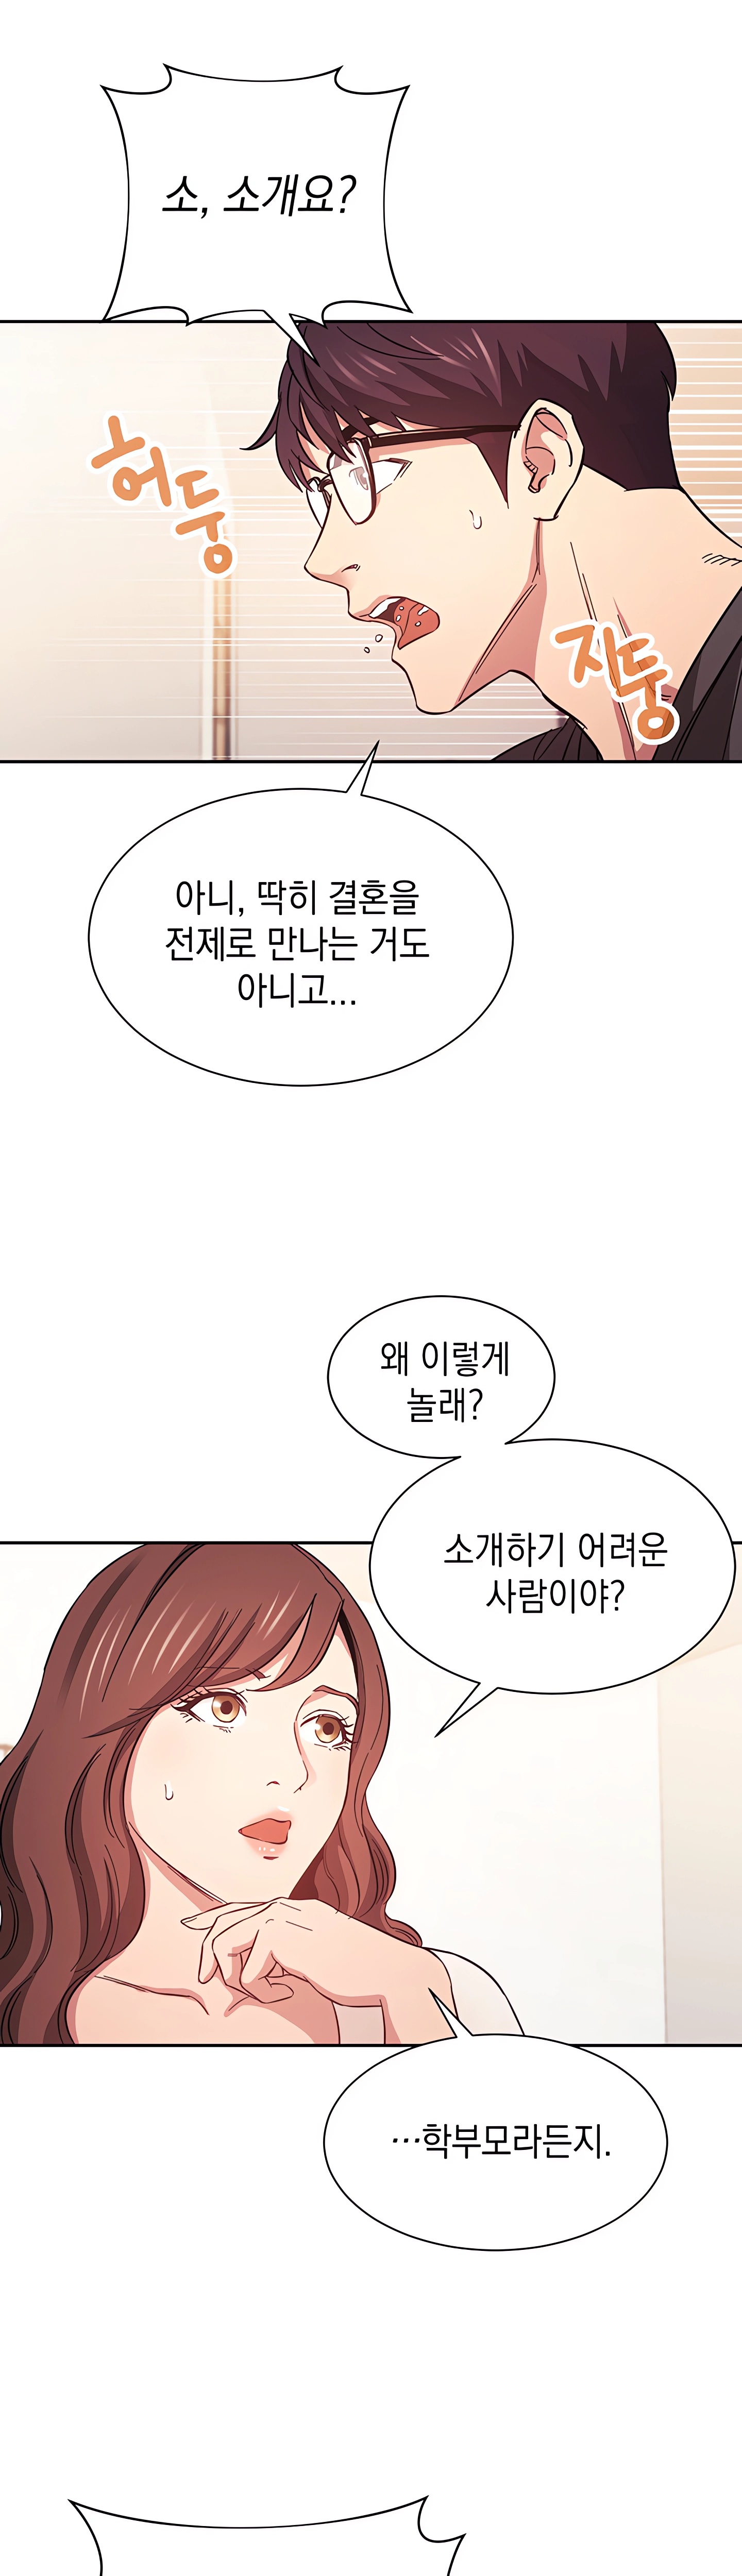 소, 소개요?
허둥
지둥
아니, 딱히 결혼을
전제로 만나는 거도
아니고...
왜 이렇게
놀래?
소개하기 어려운
사람이야?
…학부모라든지.